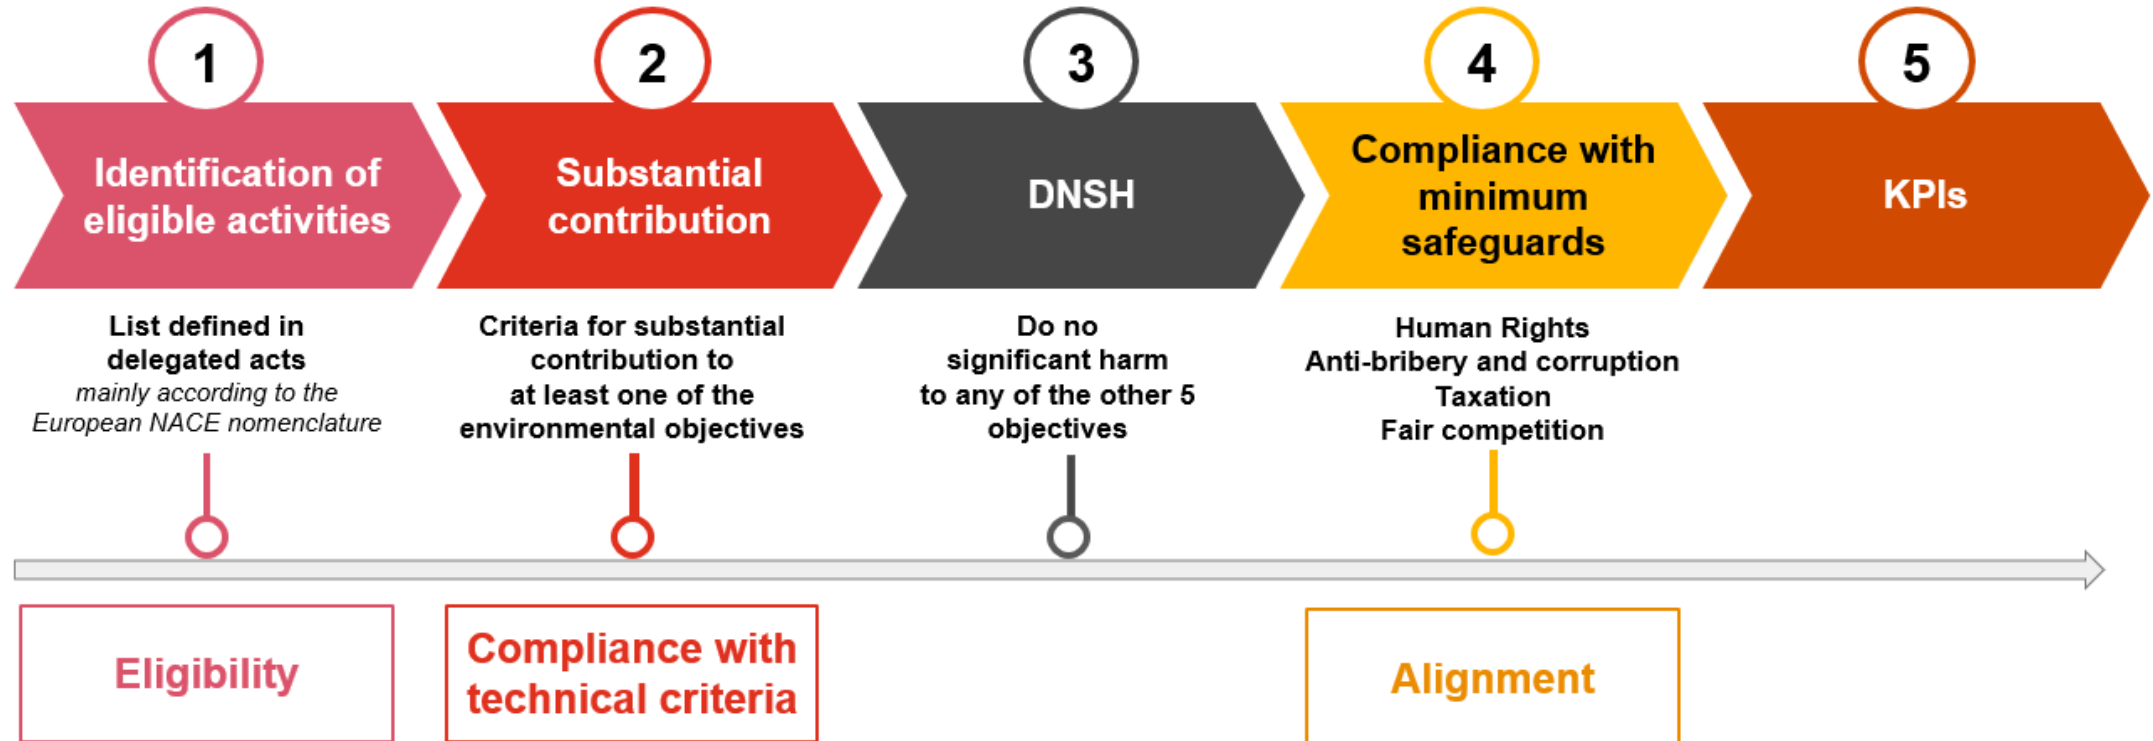 1
2
3
4
5
Identification of
eligible activities
Substantial
contribution
DNSH
Compliance with
minimum
safeguards
KPIs
List defined in
delegated acts
mainly according to the
European NACE nomenclature
Criteria for substantial
contribution to
at least one of the
environmental objectives
Do no
significant harm
to any of the other 5
objectives
Human Rights
Anti-bribery and corruption
Taxation
Fair competition
Eligibility
Compliance with
technical criteria
Alignment